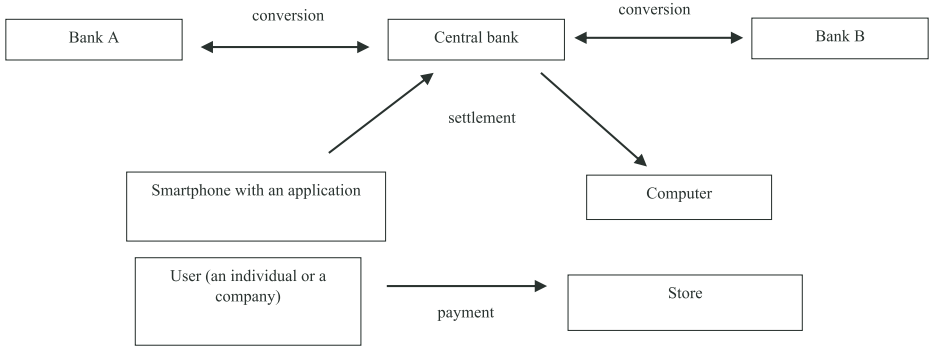 conversion
conversion
Bank A
Central bank
Bank B
settlement
Smartphone with an application
Computer
User (an individual or a
company)
Store
payment